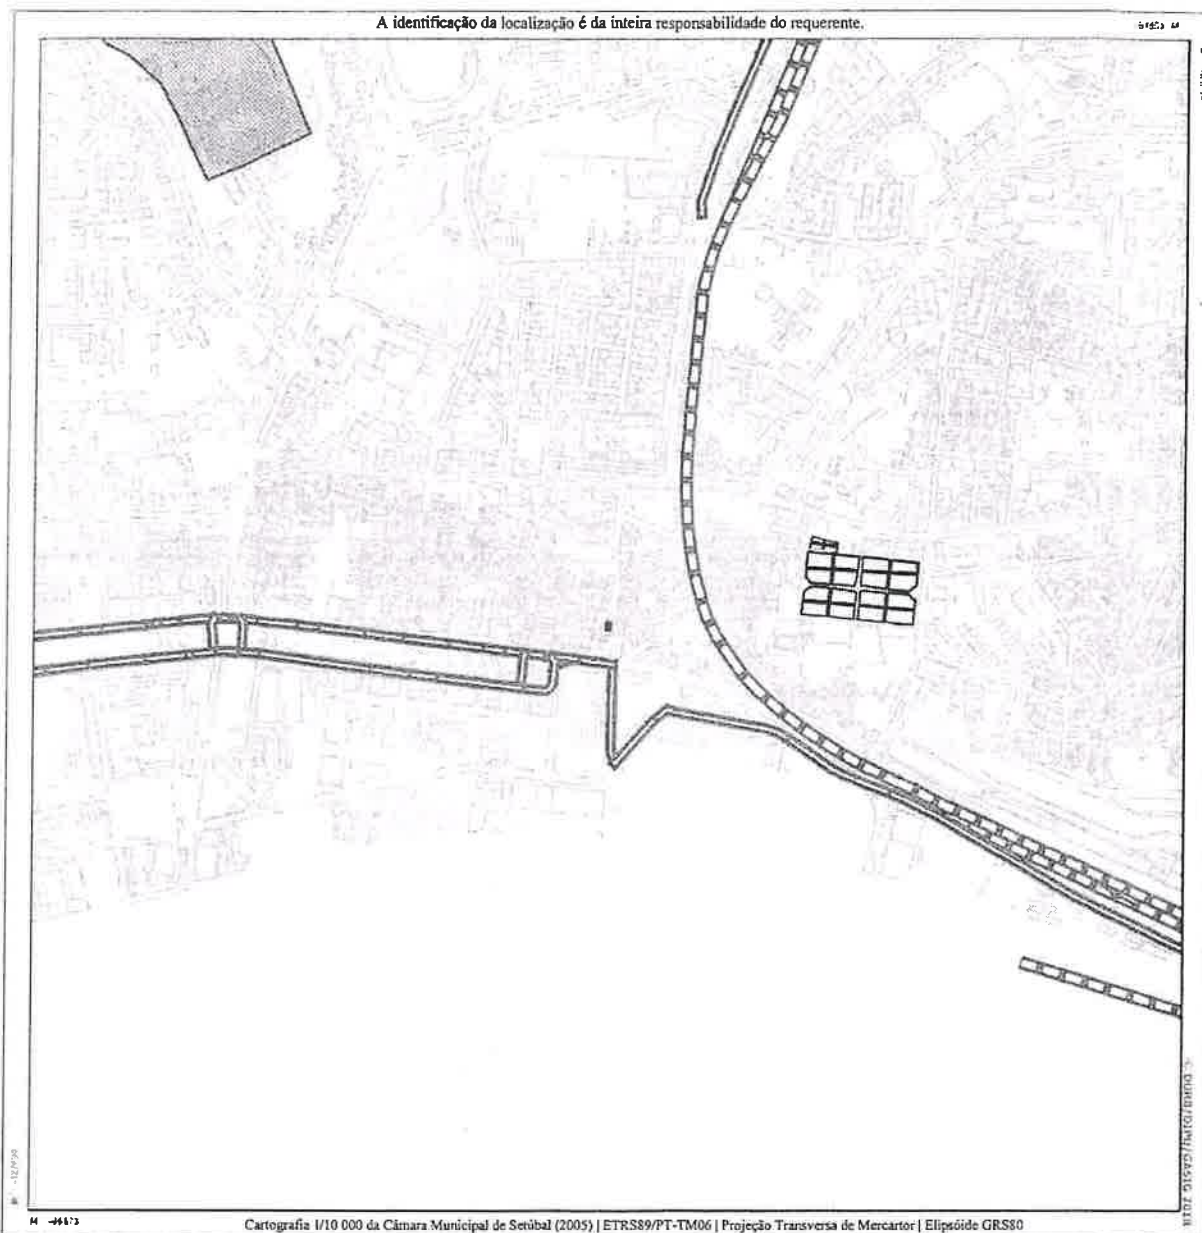 A identificação da localização é da inteira responsabilidade do requerente.
Cartografia 1/10 000 da Câmara Municipal de Setúbal (2005) | ETRS89/PT-TM06 | Projeção Transversa de Mercartor | Elipsóide GRS80